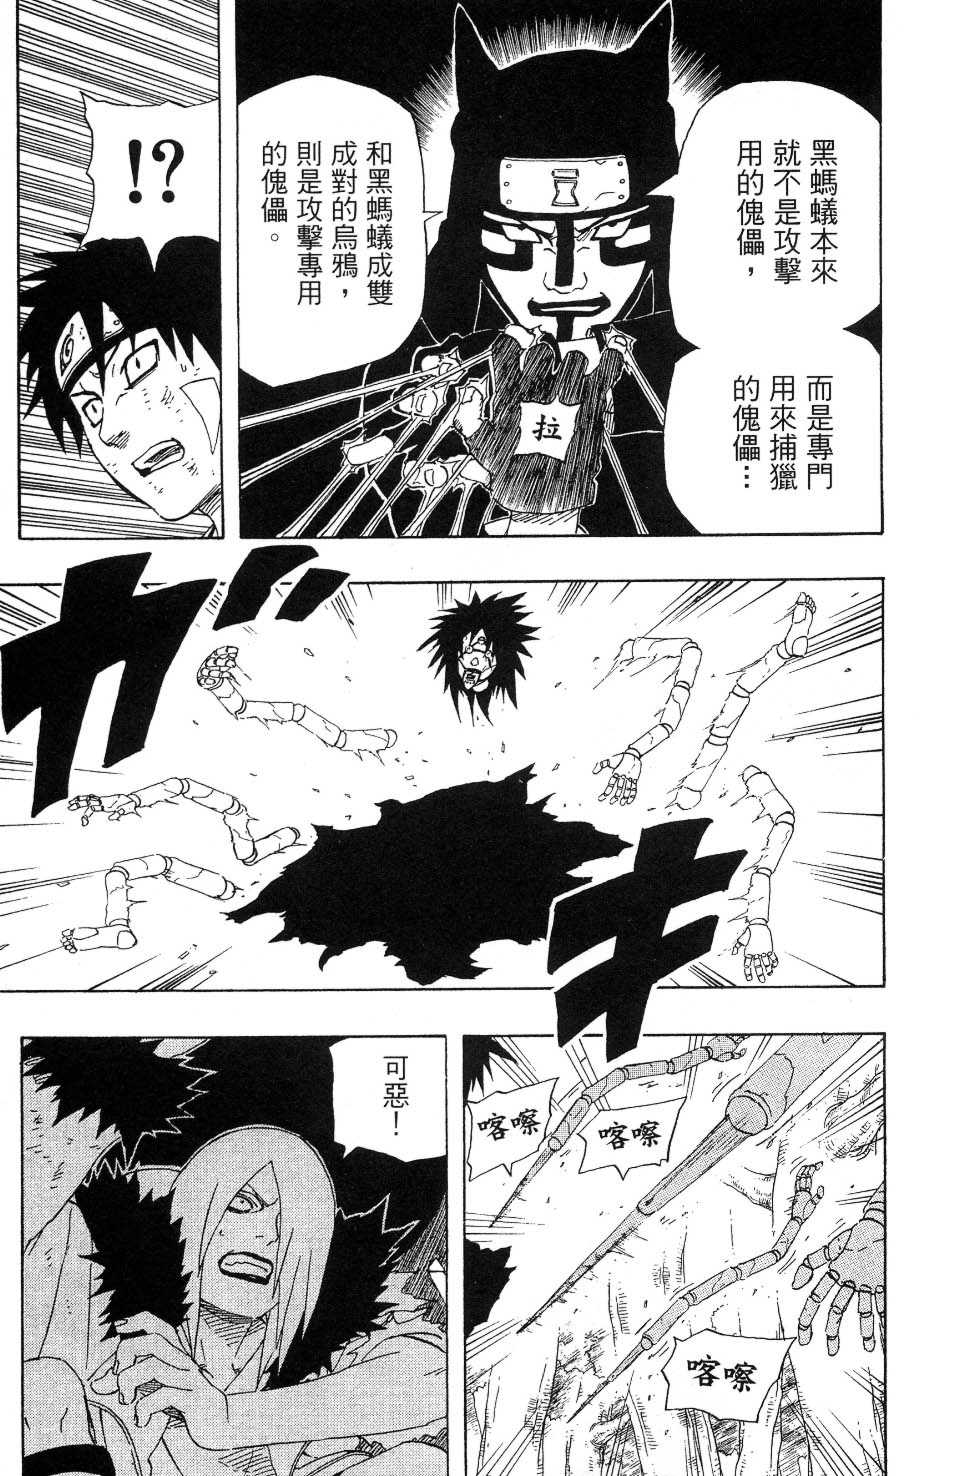 黑螞蟻本來
就不是攻擊
用的傀儡，
而是專門
用來捕獵
的傀儡…
拉
和黑螞蟻成雙
成對的烏鴉，
則是攻擊專用
的傀儡。
!?
ガキ
喀嚓
喀嚓
喀嚓
可惡！